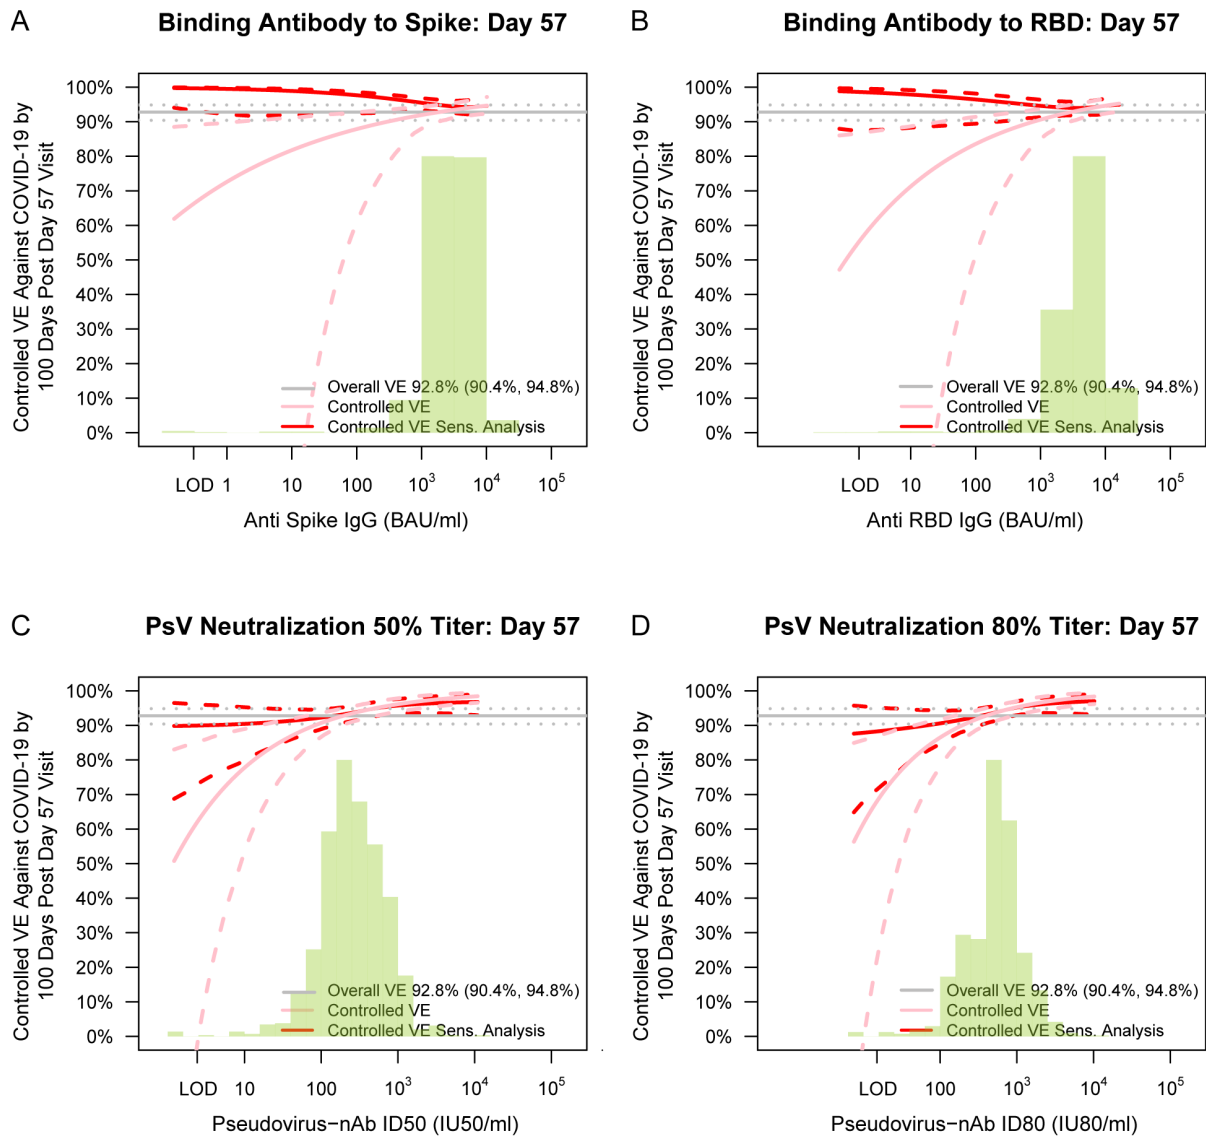 A
Binding Antibody to Spike: Day 57
Controlled VE Against COVID-19 by
100 Days Post Day 57 Visit
100%
90%
80%
70%
60%
50%
40%
30%
20%
10%
0%
Overall VE 92.8% (90.4%, 94.8%)
Controlled VE
Controlled VE Sens. Analysis
LOD 1 10 100 10³ 10⁴ 10⁵
Anti Spike IgG (BAU/ml)
B
Binding Antibody to RBD: Day 57
Controlled VE Against COVID-19 by
100 Days Post Day 57 Visit
100%
90%
80%
70%
60%
50%
40%
30%
20%
10%
0%
Overall VE 92.8% (90.4%, 94.8%)
Controlled VE
Controlled VE Sens. Analysis
LOD 10 100 10³ 10⁴ 10⁵
Anti RBD IgG (BAU/ml)
C
PsV Neutralization 50% Titer: Day 57
Controlled VE Against COVID-19 by
100 Days Post Day 57 Visit
100%
90%
80%
70%
60%
50%
40%
30%
20%
10%
0%
Overall VE 92.8% (90.4%, 94.8%)
Controlled VE
Controlled VE Sens. Analysis
LOD 10 100 10³ 10⁴ 10⁵
Pseudovirus−nAb ID50 (IU50/ml)
D
PsV Neutralization 80% Titer: Day 57
Controlled VE Against COVID-19 by
100 Days Post Day 57 Visit
100%
90%
80%
70%
60%
50%
40%
30%
20%
10%
0%
Overall VE 92.8% (90.4%, 94.8%)
Controlled VE
Controlled VE Sens. Analysis
LOD 100 10³ 10⁴ 10⁵
Pseudovirus−nAb ID80 (IU80/ml)